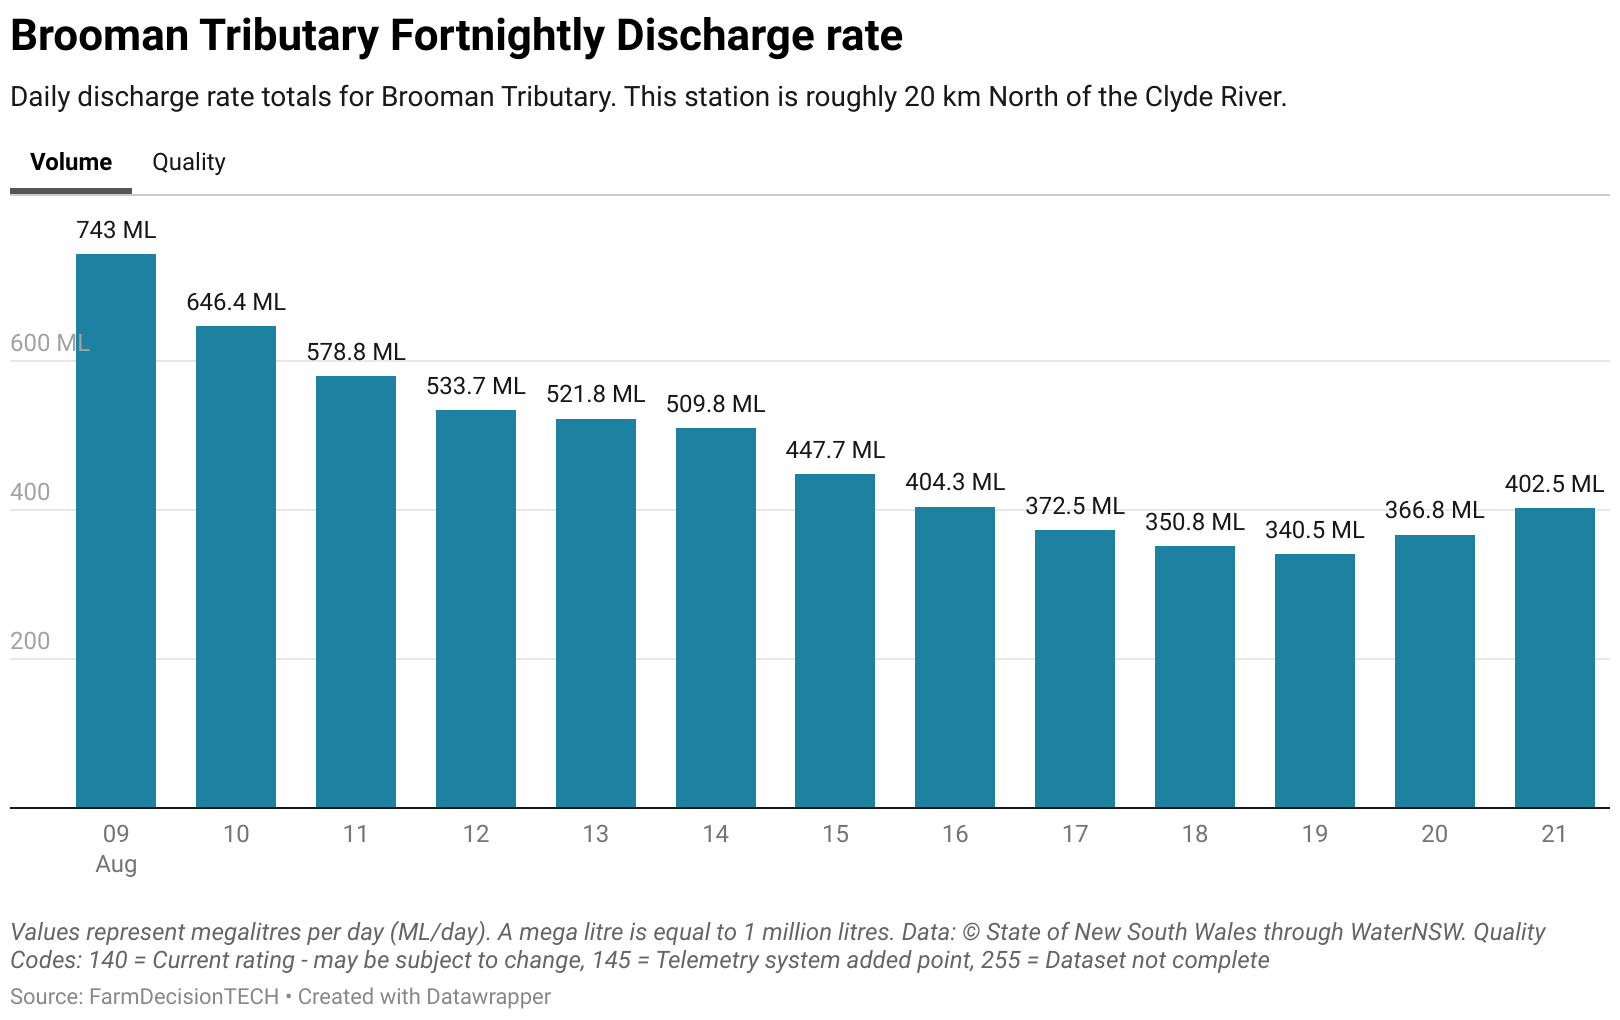 Brooman Tributary Fortnightly Discharge rate
Daily discharge rate totals for Brooman Tributary. This station is roughly 20 km North of the Clyde River.
Volume Quality
743 ML
646.4 ML
600 ML
578.8 ML
533.7 ML
521.8 ML
509.8 ML
447.7 ML
404.3 ML
372.5 ML
350.8 ML
340.5 ML
366.8 ML
402.5 ML
400
200
09 10 11 12 13 14 15 16 17 18 19 20 21
Aug
Values represent megalitres per day (ML/day). A mega litre is equal to 1 million litres. Data: © State of New South Wales through WaterNSW. Quality
Codes: 140 = Current rating - may be subject to change, 145 = Telemetry system added point, 255 = Dataset not complete
Source: FarmDecisionTECH • Created with Datawrapper